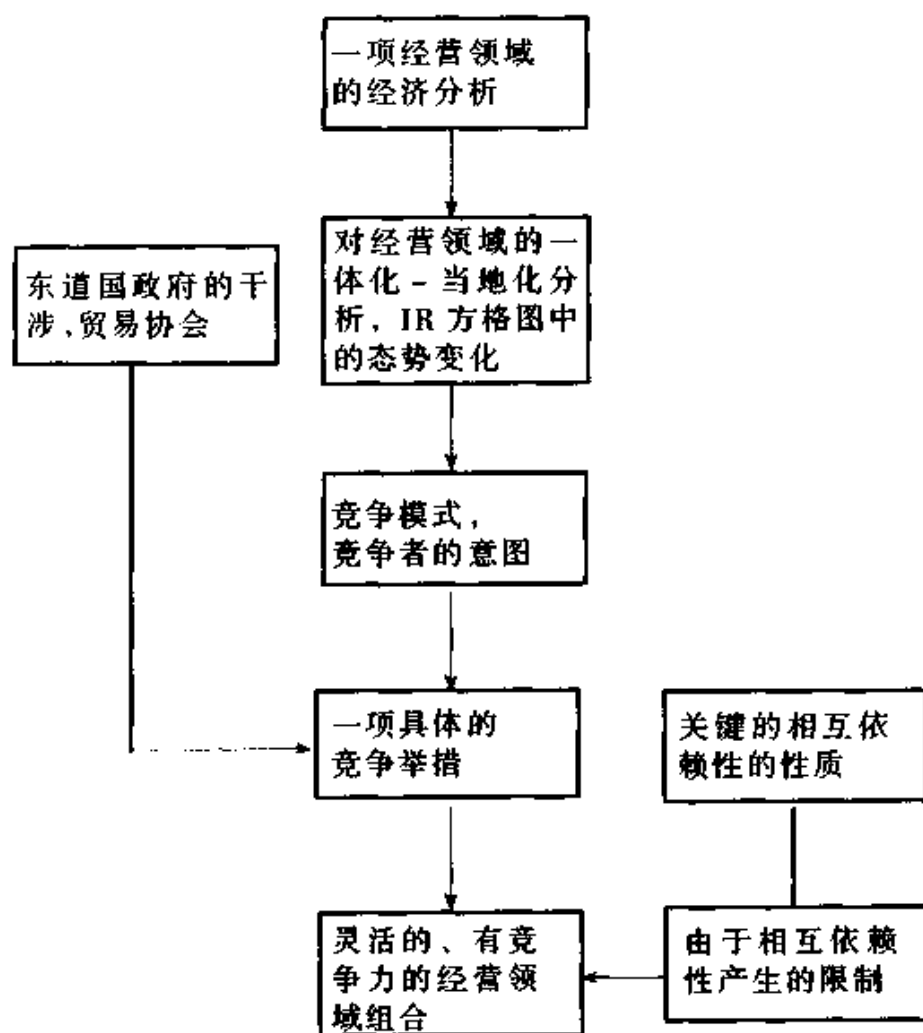 一项经营领域
的经济分析
对经营领域的一
体化-当地化分
析,IR方格图中
的态势变化
东道国政府的干
涉、贸易协会
竞争模式,
竞争者的意图
一项具体的
竞争举措
关键的相互依
赖性的性质
灵活的、有竞
争力的经营领
域组合
由于相互依赖
性产生的限制